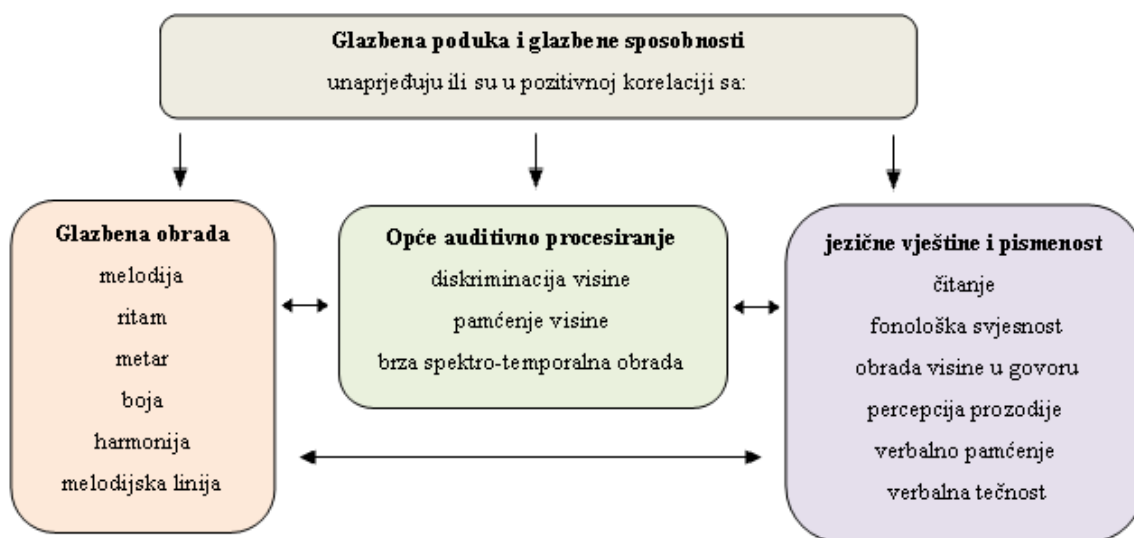 Glazbena poduka i glazbene sposobnosti
unaprjeđuju ili su u pozitivnoj korelaciji sa:
Glazbena obrada
melodija
ritam
metar
boja
harmonija
melodijska linija
Opće auditivno procesiranje
diskriminacija visine
pamćenje visine
brza spektro-temporalna obrada
jezične vještine i pismenost
čitanje
fonološka svjesnost
obrada visine u govoru
percepcija prozodije
verbalno pamćenje
verbalna tečnost